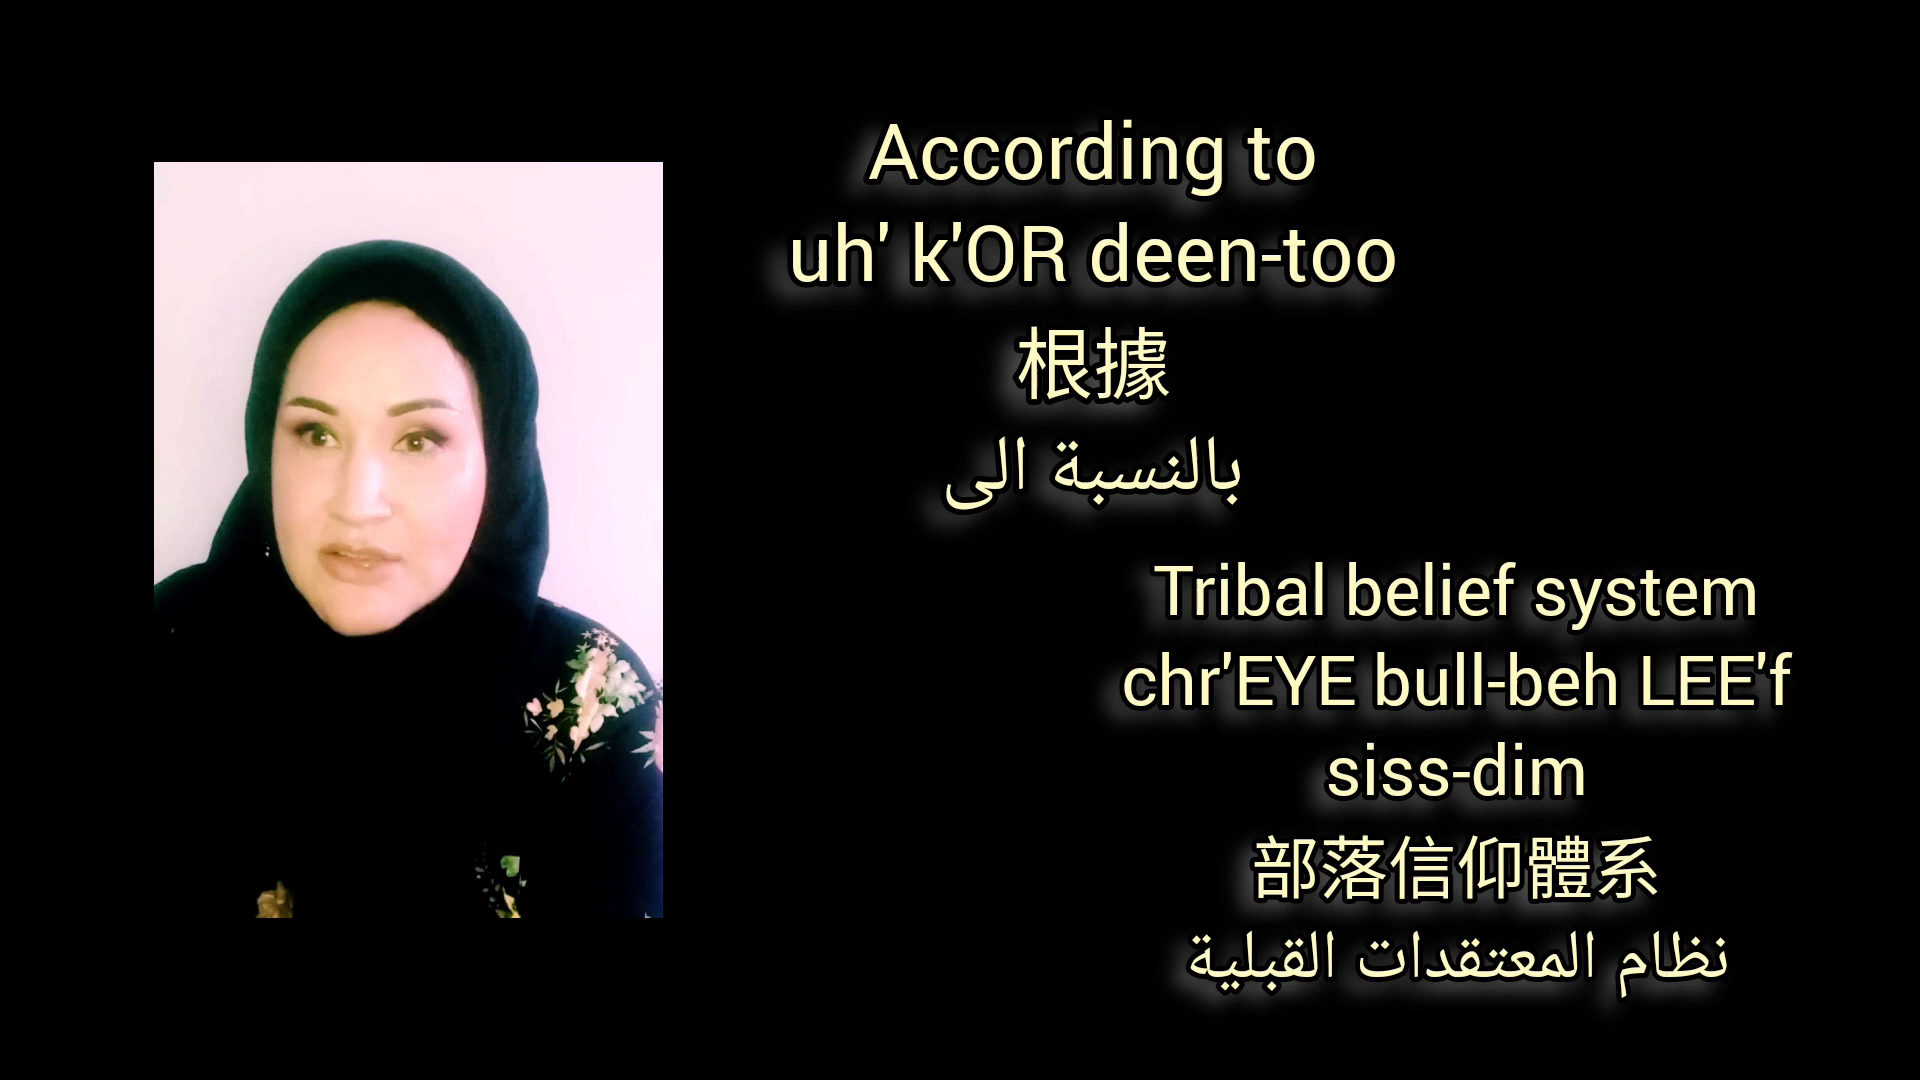 According to
uh' k'OR deen-too
根據
بالنسبة الى
Tribal belief system
chr'EYE bull-beh LEE'f
siss-dim
部落信仰體系
نظام المعتقدات القبلية